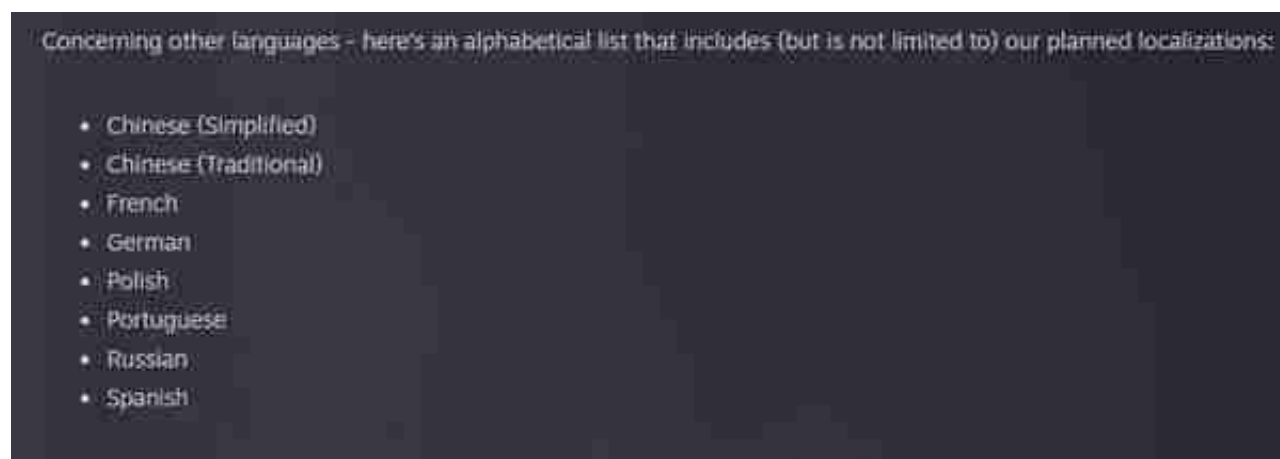 Concerning other languages - here's an alphabetical list that includes (but is not limited to) our planned localizations:
• Chinese (Simplified)
• Chinese (Traditional)
• French
• German
• Polish
• Portuguese
• Russian
• Spanish